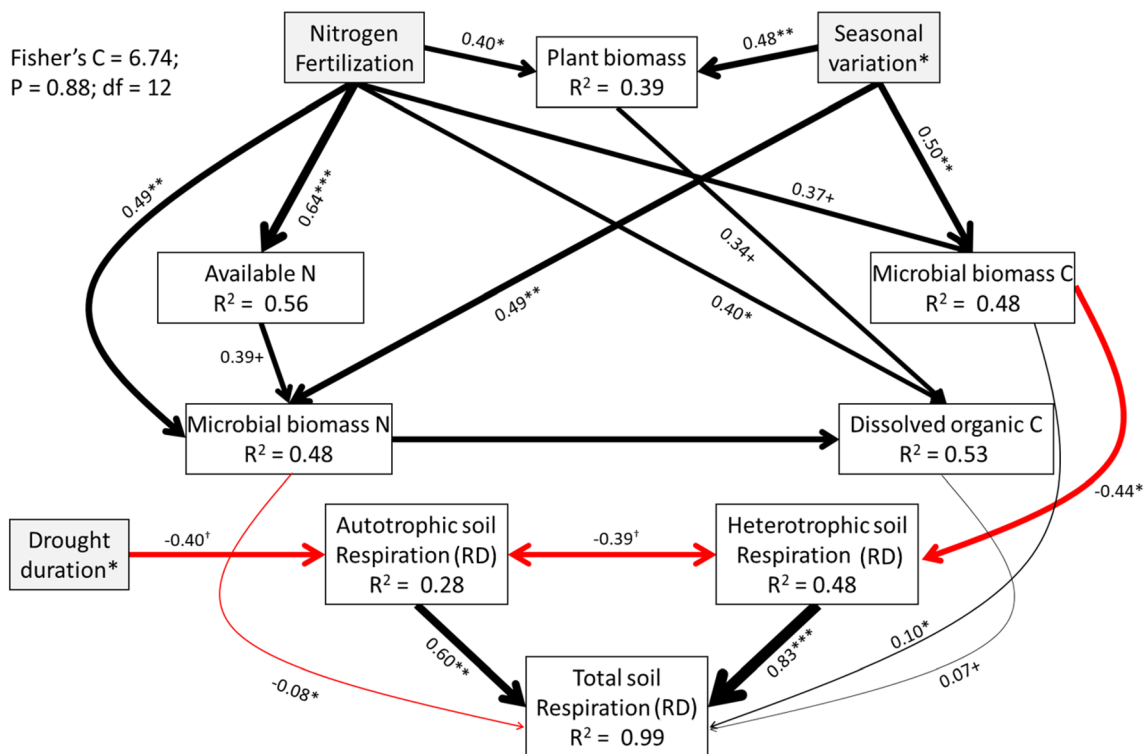 Fisher’s C = 6.74;
P = 0.88; df = 12
Nitrogen
Fertilization
0.40*
Plant biomass
R² = 0.39
0.48**
Seasonal
variation*
0.49**
0.64***
0.50**
0.37+
0.34+
0.49**
0.40*
Available N
R² = 0.56
Microbial biomass C
R² = 0.48
0.39+
Microbial biomass N
R² = 0.48
Dissolved organic C
R² = 0.53
-0.44*
Drought
duration*
-0.40†
Autotrophic soil
Respiration (RD)
R² = 0.28
-0.39†
Heterotrophic soil
Respiration (RD)
R² = 0.48
0.60**
0.83***
0.10*
0.07+
-0.08*
Total soil
Respiration (RD)
R² = 0.99